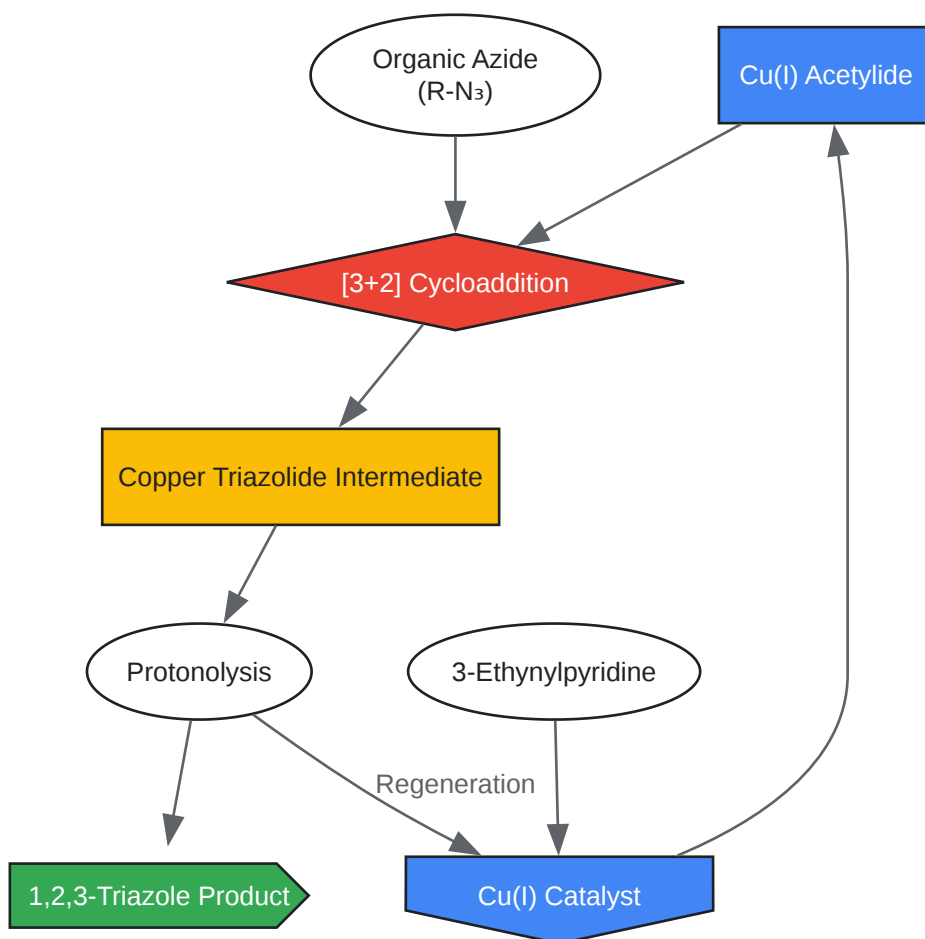 Organic Azide
(R-N₃)
Cu(I) Acetylide
[3+2] Cycloaddition
Copper Triazolide Intermediate
Protonolysis
3-Ethynylpyridine
Regeneration
1,2,3-Triazole Product
Cu(I) Catalyst